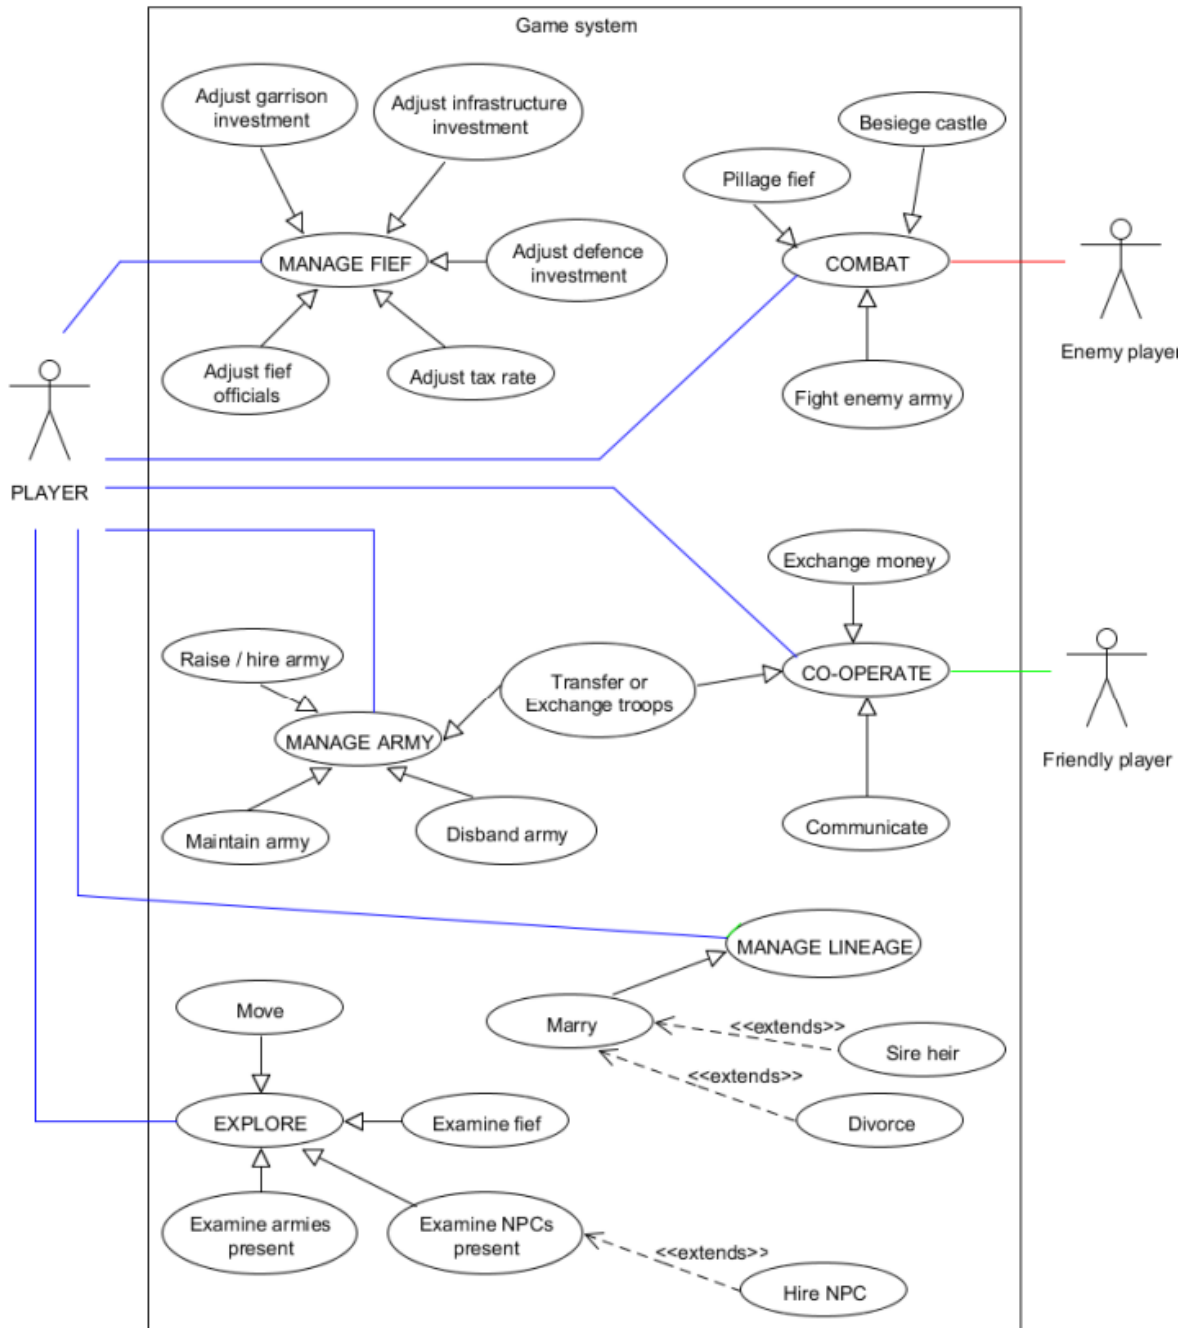 Game system
Adjust garrison
investment
Adjust infrastructure
investment
Besiege castle
Pillage fief
MANAGE FIEF
Adjust defence
investment
COMBAT
Enemy player
Adjust fief
officials
Adjust tax rate
Fight enemy army
PLAYER
Exchange money
Raise / hire army
Transfer or
Exchange troops
CO-OPERATE
MANAGE ARMY
Friendly player
Maintain army
Disband army
Communicate
MANAGE LINEAGE
Move
Marry
<<extends>>
Sire heir
<<extends>>
Divorce
EXPLORE
Examine fief
Examine armies
present
Examine NPCs
present
<<extends>>
Hire NPC